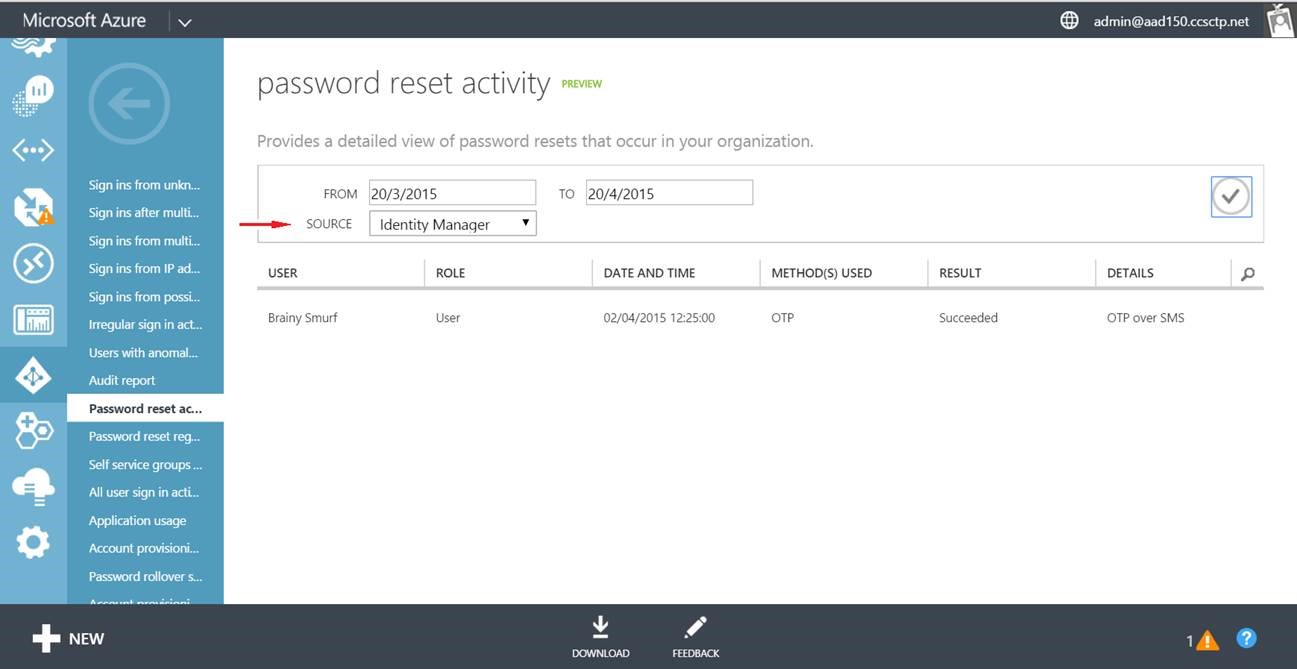 Microsoft Azure
admin@aad150.ccsctp.net
Sign ins from unkn...
Sign ins after multi...
Sign ins from multi...
Sign ins from IP ad...
Sign ins from possi...
Irregular sign in act...
Users with anomal...
Audit report
Password reset ac...
Password reset reg...
Self service groups ...
All user sign in acti...
Application usage
Account provisioni...
Password rollover s...
Account provisioni...
password reset activity PREVIEW
Provides a detailed view of password resets that occur in your organization.
FROM 20/3/2015 TO 20/4/2015
SOURCE Identity Manager
USER ROLE DATE AND TIME METHOD(S) USED RESULT DETAILS
Brainy Smurf User 02/04/2015 12:25:00 OTP Succeeded OTP over SMS
NEW
DOWNLOAD
FEEDBACK
1
?